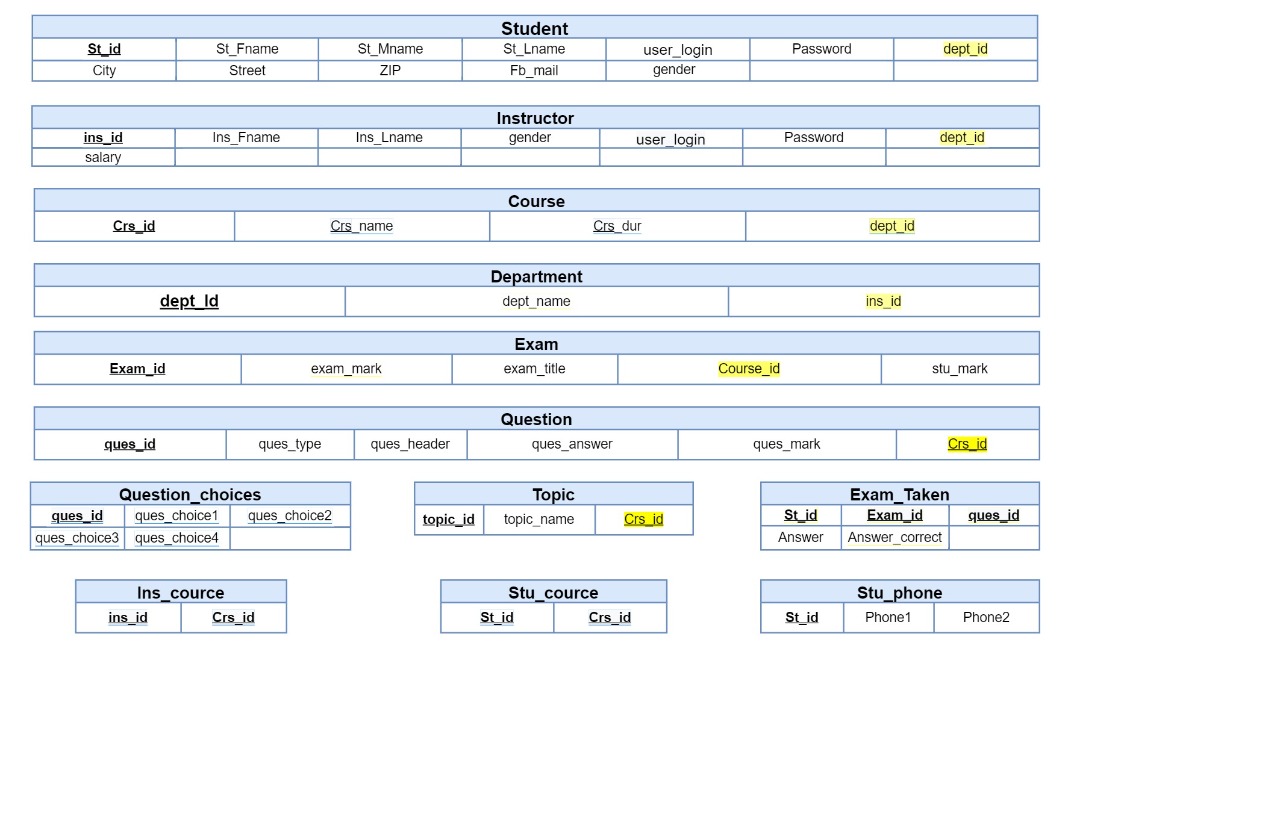 Student
St_id St_Fname St_Mname St_Lname user_login Password dept_id
City Street ZIP Fb_mail gender
Instructor
ins_id Ins_Fname Ins_Lname gender user_login Password dept_id
salary
Course
Crs_id Crs_name Crs_dur dept_id
Department
dept_Id dept_name ins_id
Exam
Exam_id exam_mark exam_title Course_id stu_mark
Question
ques_id ques_type ques_header ques_answer ques_mark Crs_id
Question_choices
ques_id ques_choice1 ques_choice2
ques_choice3 ques_choice4
Topic
topic_id topic_name Crs_id
Exam_Taken
St_id Exam_id ques_id
Answer Answer_correct
Ins_cource
ins_id Crs_id
Stu_cource
St_id Crs_id
Stu_phone
St_id Phone1 Phone2